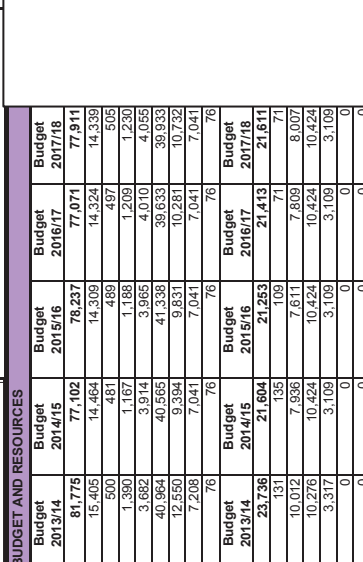 BUDGET AND RESOURCES
Budget Budget Budget Budget Budget
2013/14 2014/15 2015/16 2016/17 2017/18
81,775 77,102 78,237 77,071 77,911
15,405 14,464 14,309 14,324 14,339
500 481 489 497 505
1,390 1,167 1,188 1,209 1,230
3,682 3,914 3,965 4,010 4,055
40,964 40,565 41,338 39,633 39,933
12,550 9,394 9,831 10,281 10,732
7,208 7,041 7,041 7,041 7,041
76 76 76 76 76
Budget Budget Budget Budget Budget
2013/14 2014/15 2015/16 2016/17 2017/18
23,736 21,604 21,253 21,413 21,611
131 135 109 71 71
10,012 7,936 7,611 7,809 8,007
10,276 10,424 10,424 10,424 10,424
3,317 3,109 3,109 3,109 3,109
0 0 0 0
0 0 0 0